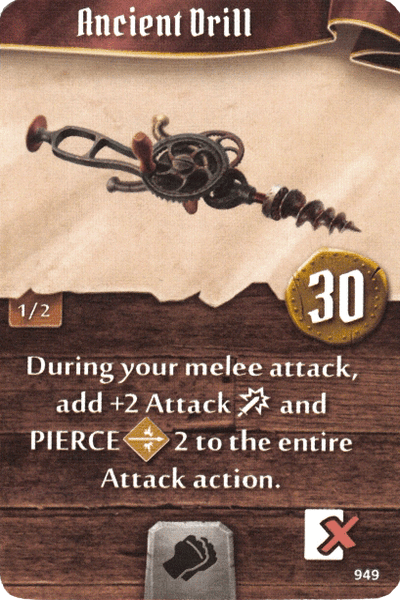 Ancient Drill
30
1/2
During your melee attack,
add +2 Attack and
PIERCE 2 to the entire
Attack action.
949